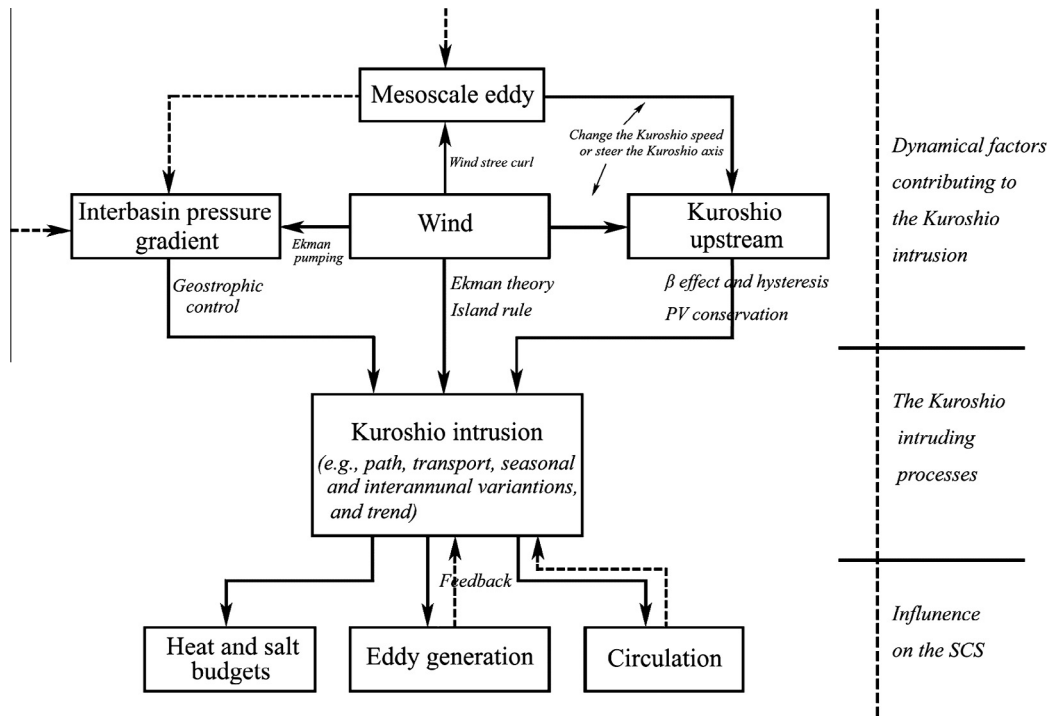 Mesoscale eddy
Change the Kuroshio speed
or steer the Kuroshio axis
Wind stree curl
Interbasin pressure
gradient
Wind
Kuroshio
upstream
Ekman
pumping
Geostrophic
control
Ekman theory
Island rule
β effect and hysteresis
PV conservation
Kuroshio intrusion
(e.g., path, transport, seasonal
and interannunal variantions,
and trend)
Feedback
Heat and salt
budgets
Eddy generation
Circulation
Dynamical factors
contributing to
the Kuroshio
intrusion
The Kuroshio
intruding
processes
Influnence
on the SCS